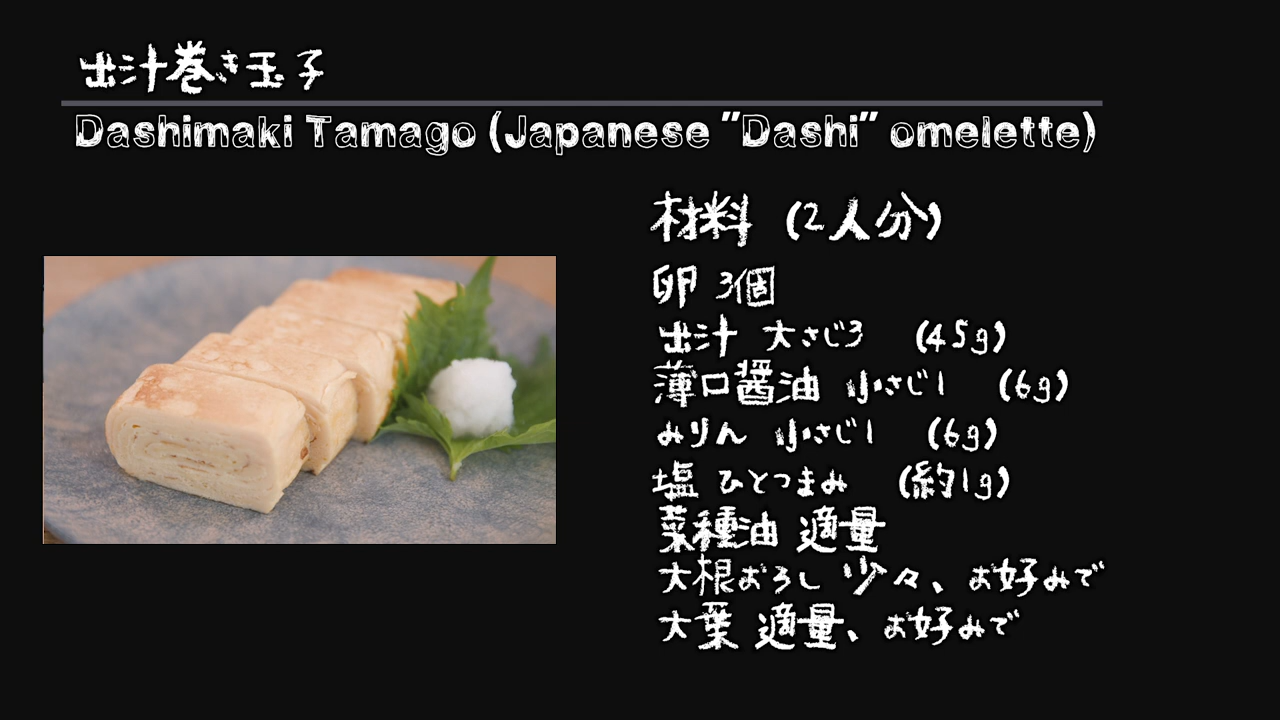 出汁巻き玉子
Dashimaki Tamago (Japanese "Dashi" omelette)
材料 (2人分)
卵 3個
出汁 大さじ3 (45g)
薄口醤油 小さじ1 (6g)
みりん 小さじ1 (6g)
塩 ひとつまみ (約1g)
菜種油 適量
大根おろし 少々、お好みで
大葉 適量、お好みで